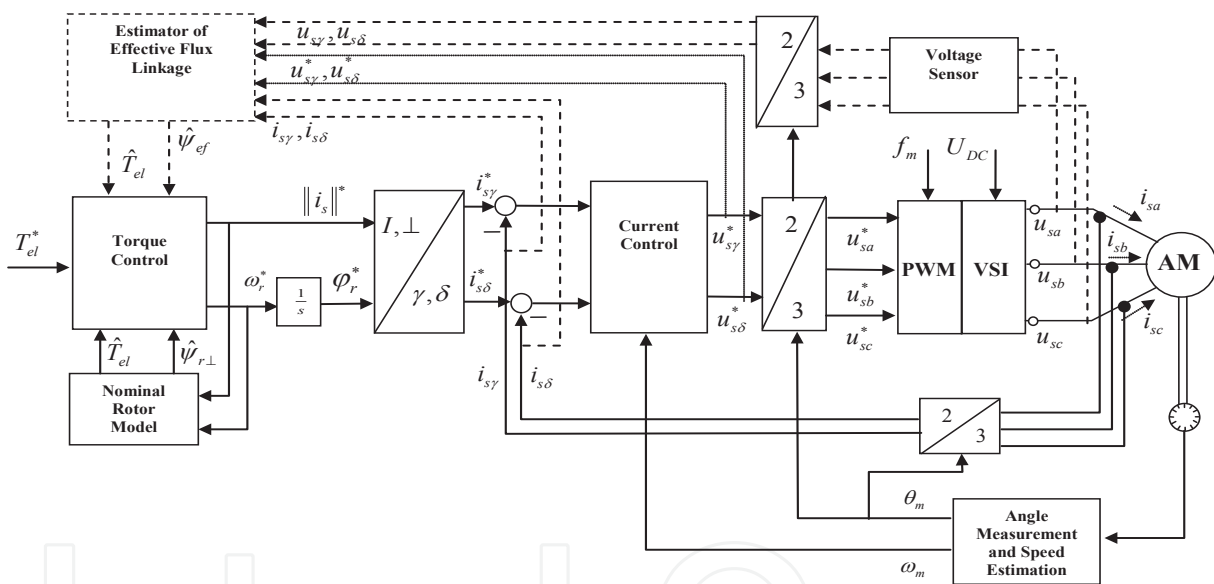 Estimator of
Effective Flux
Linkage
u_{sγ}, u_{sδ}
u*_{sγ}, u*_{sδ}
i_{sγ}, i_{sδ}
2
3
Voltage
Sensor
T̂_{el}
ψ̂_{ef}
f_m
U_{DC}
T*_{el}
Torque
Control
‖i_s‖*
ω*_r
1
s
φ*_r
I, ⊥
γ, δ
i*_{sγ}
−
i*_{sδ}
−
Current
Control
u*_{sγ}
u*_{sδ}
2
3
u*_{sa}
u*_{sb}
u*_{sc}
PWM
VSI
u_{sa}
u_{sb}
u_{sc}
i_{sa}
i_{sb}
i_{sc}
AM
T̂_{el}
ψ̂_{r⊥}
Nominal
Rotor
Model
i_{sγ}
i_{sδ}
2
3
θ_m
ω_m
Angle
Measurement
and Speed
Estimation